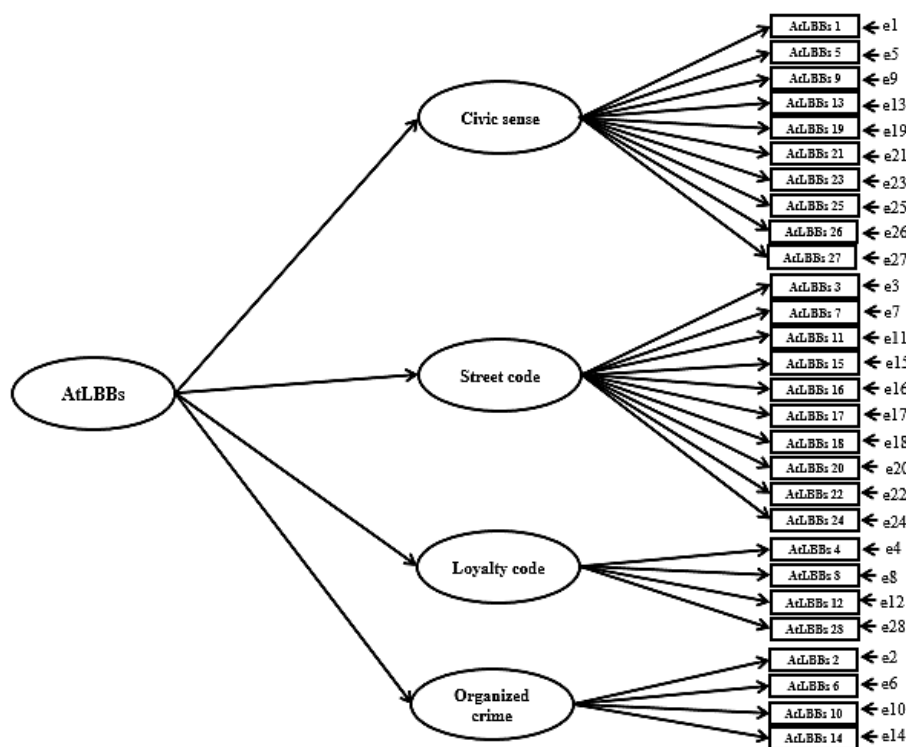 AtLBBs
Civic sense
Street code
Loyalty code
Organized
crime
AtLBBs 1 e1
AtLBBs 5 e5
AtLBBs 9 e9
AtLBBs 13 e13
AtLBBs 19 e19
AtLBBs 21 e21
AtLBBs 23 e23
AtLBBs 25 e25
AtLBBs 26 e26
AtLBBs 27 e27
AtLBBs 3 e3
AtLBBs 7 e7
AtLBBs 11 e11
AtLBBs 15 e15
AtLBBs 16 e16
AtLBBs 17 e17
AtLBBs 18 e18
AtLBBs 20 e20
AtLBBs 22 e22
AtLBBs 24 e24
AtLBBs 4 e4
AtLBBs 8 e8
AtLBBs 12 e12
AtLBBs 28 e28
AtLBBs 2 e2
AtLBBs 6 e6
AtLBBs 10 e10
AtLBBs 14 e14